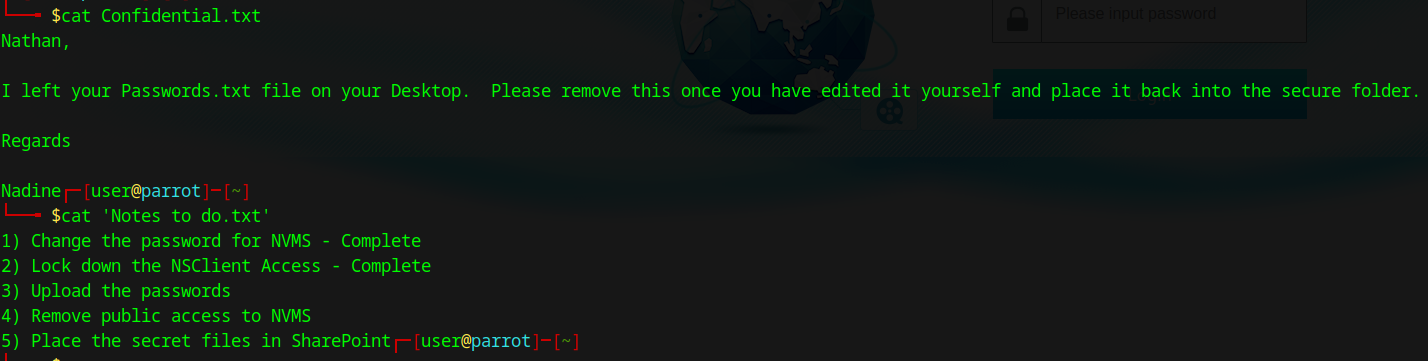 $cat Confidential.txt
Please input password
Nathan,
I left your Passwords.txt file on your Desktop.  Please remove this once you have edited it yourself and place it back into the secure folder.
Regards
Nadine┌─[user@parrot]─[~]
└──╼ $cat 'Notes to do.txt'
1) Change the password for NVMS - Complete
2) Lock down the NSClient Access - Complete
3) Upload the passwords
4) Remove public access to NVMS
5) Place the secret files in SharePoint┌─[user@parrot]─[~]